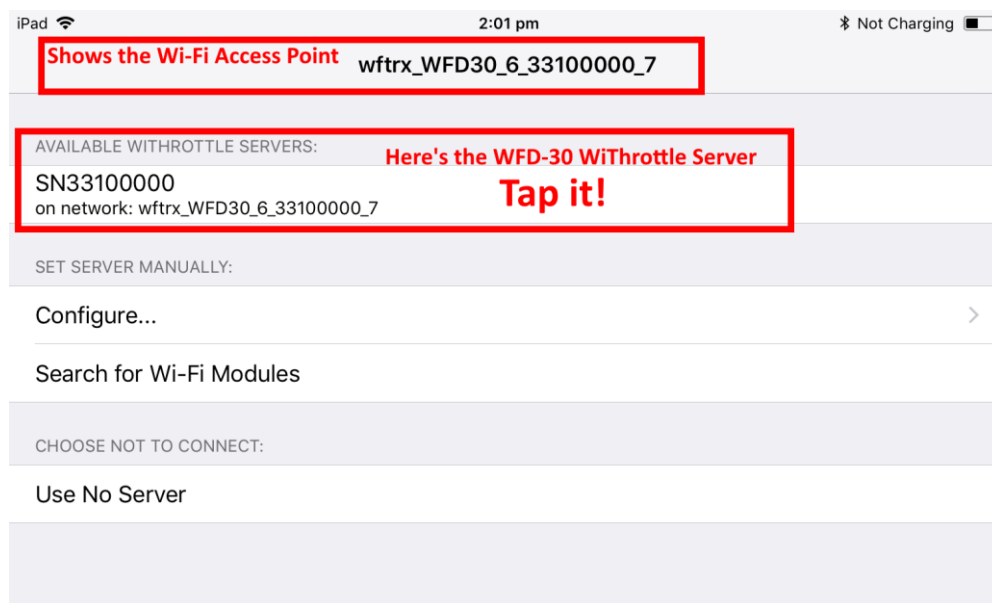 iPad 2:01 pm Not Charging
Shows the Wi-Fi Access Point wftrx_WFD30_6_33100000_7
AVAILABLE WITHROTTLE SERVERS:
Here's the WFD-30 WiThrottle Server
SN33100000
Tap it!
on network: wftrx_WFD30_6_33100000_7
SET SERVER MANUALLY:
Configure...
Search for Wi-Fi Modules
CHOOSE NOT TO CONNECT:
Use No Server